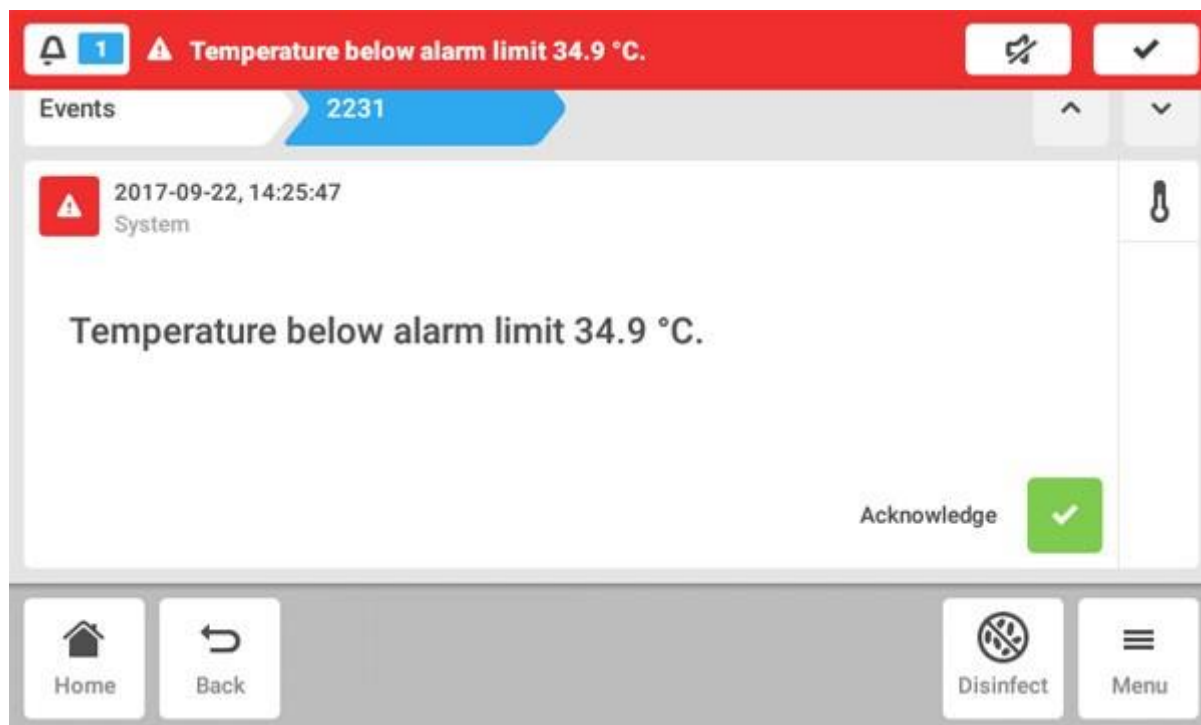 1
Temperature below alarm limit 34.9 °C.
Events
2231
2017-09-22, 14:25:47
System
Temperature below alarm limit 34.9 °C.
Acknowledge
Home
Back
Disinfect
Menu